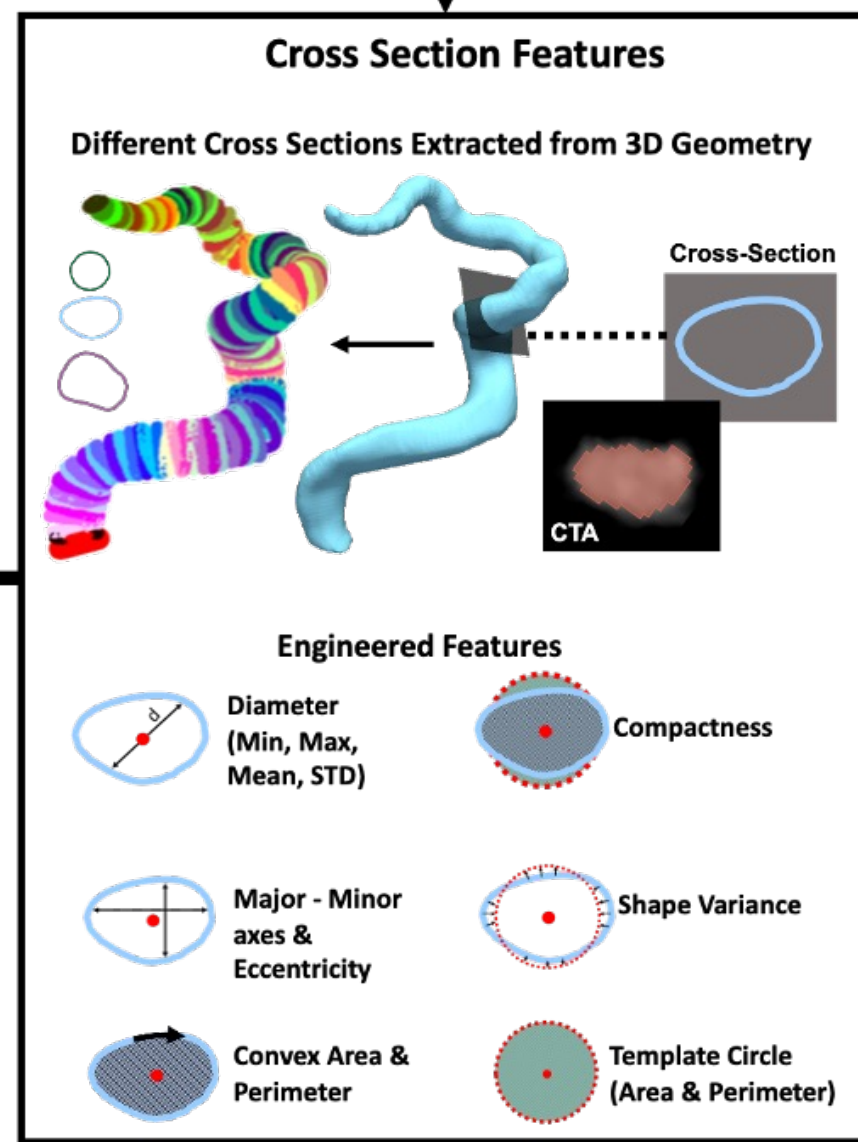 Cross Section Features
Different Cross Sections Extracted from 3D Geometry
Cross-Section
CTA
Engineered Features
d
Diameter
(Min, Max,
Mean, STD)
Compactness
Major - Minor
axes &
Eccentricity
Shape Variance
Convex Area &
Perimeter
Template Circle
(Area & Perimeter)